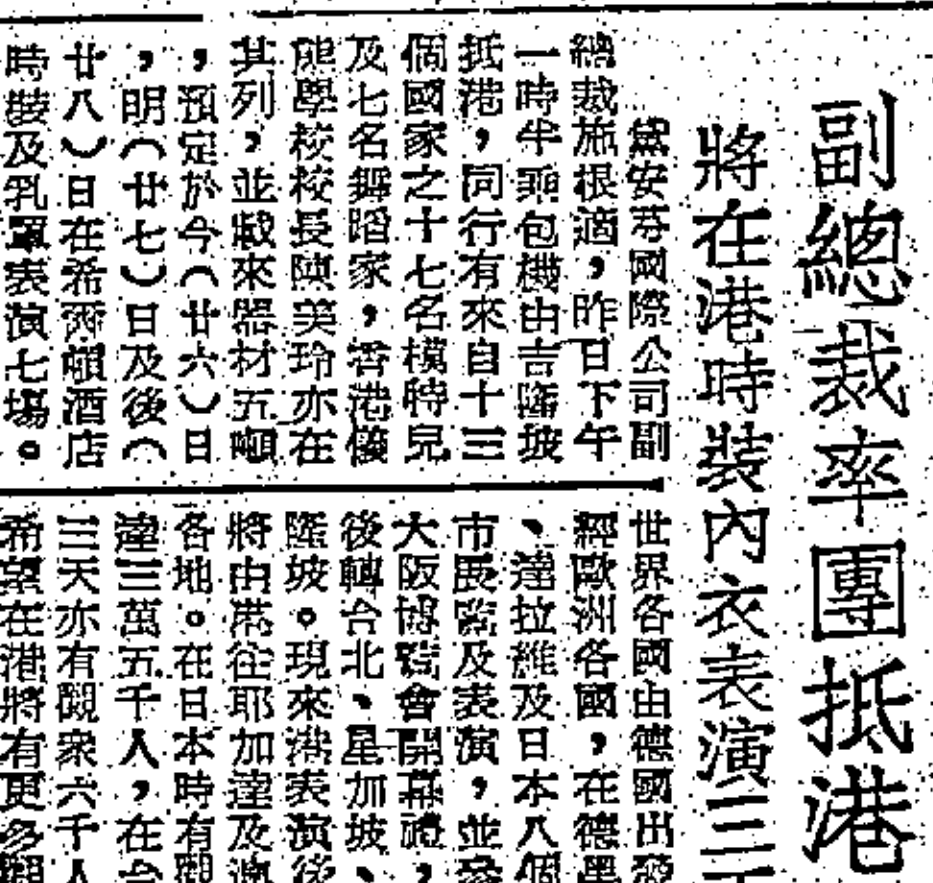 副總裁率團抵港
將在港時裝內衣表演三
黛安芬國際公司副
總裁施根適，昨日下午
一時半乘包機由吉隆坡
抵港，同行有來自十三
個國家之十七名模特兒
及七名舞蹈家，香港儀
態學校校長陳美玲亦在
其列，並載來器材五噸
，預定於今（廿六）日
，明（廿七）日及後（
廿八）日在希爾頓酒店
時裝及乳罩表演七場。
世界各國由德國出發
經歐洲各國，在德黑
、達拉維及日本八個
市展覽及表演，並參
大阪博覽會開幕禮，
後轉台北、星加坡、
隆坡。現來港表演後
將由席往耶加達及澳
各地。在日本時有觀
達三萬五千人，在台
三天亦有觀衆六千人
希望在港將有更多觀